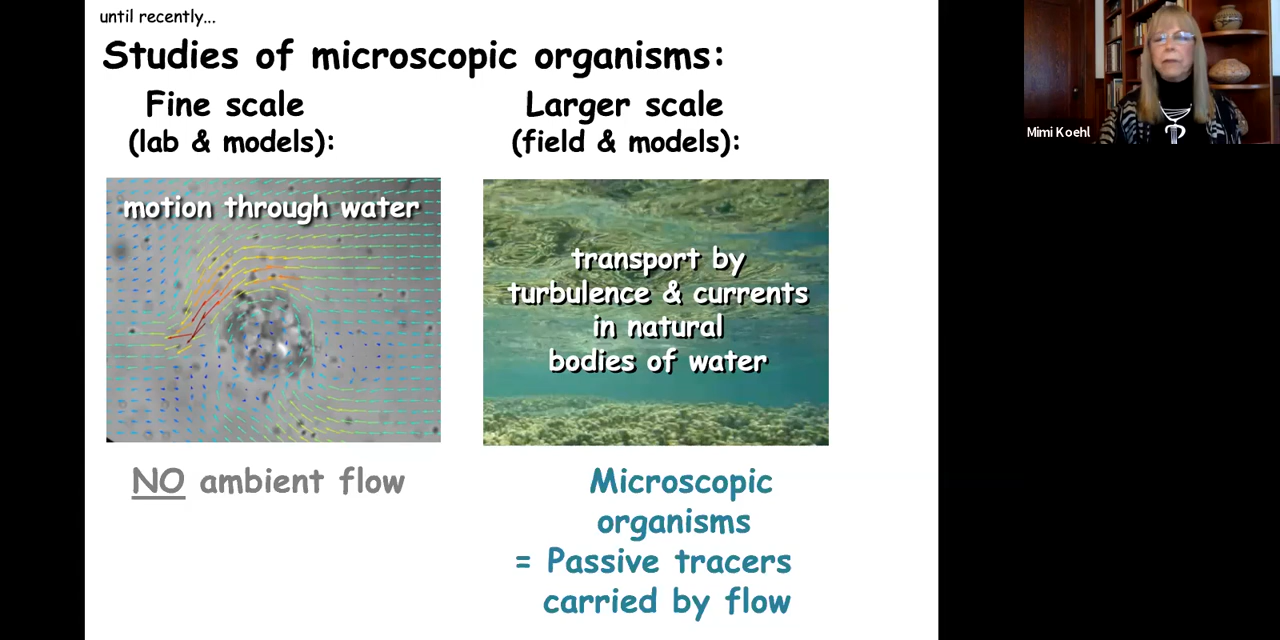 until recently...
Studies of microscopic organisms:
Fine scale
(lab & models):
Larger scale
(field & models):
motion through water
transport by
turbulence & currents
in natural
bodies of water
NO ambient flow
Microscopic
organisms
= Passive tracers
carried by flow
Mimi Koehl